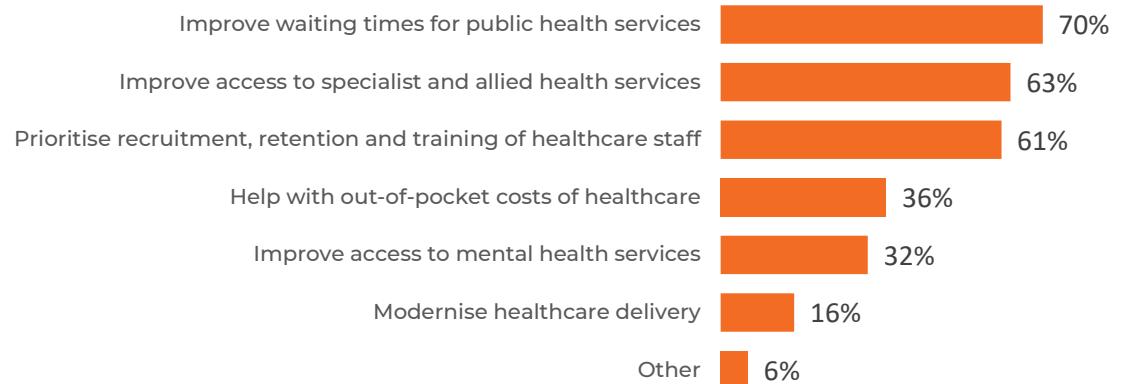 Improve waiting times for public health services 70%
Improve access to specialist and allied health services 63%
Prioritise recruitment, retention and training of healthcare staff 61%
Help with out-of-pocket costs of healthcare 36%
Improve access to mental health services 32%
Modernise healthcare delivery 16%
Other 6%